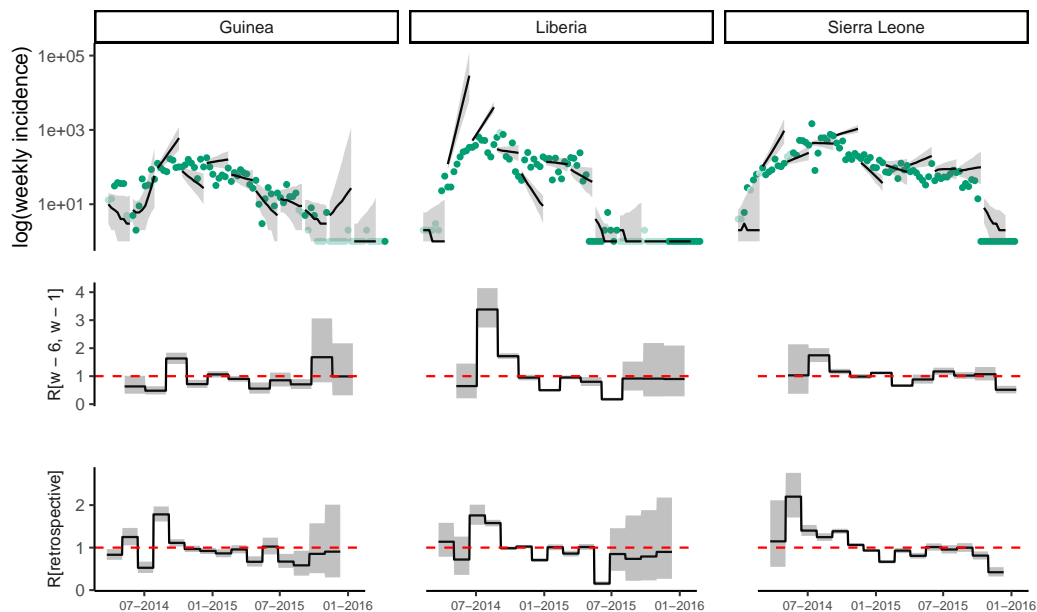 Guinea Liberia Sierra Leone
log(weekly incidence)
1e+05
1e+03
1e+01
R[w − 6, w − 1]
4
3
2
1
0
R[retrospective]
2
1
0
07−2014 01−2015 07−2015 01−2016 07−2014 01−2015 07−2015 01−2016 07−2014 01−2015 07−2015 01−2016